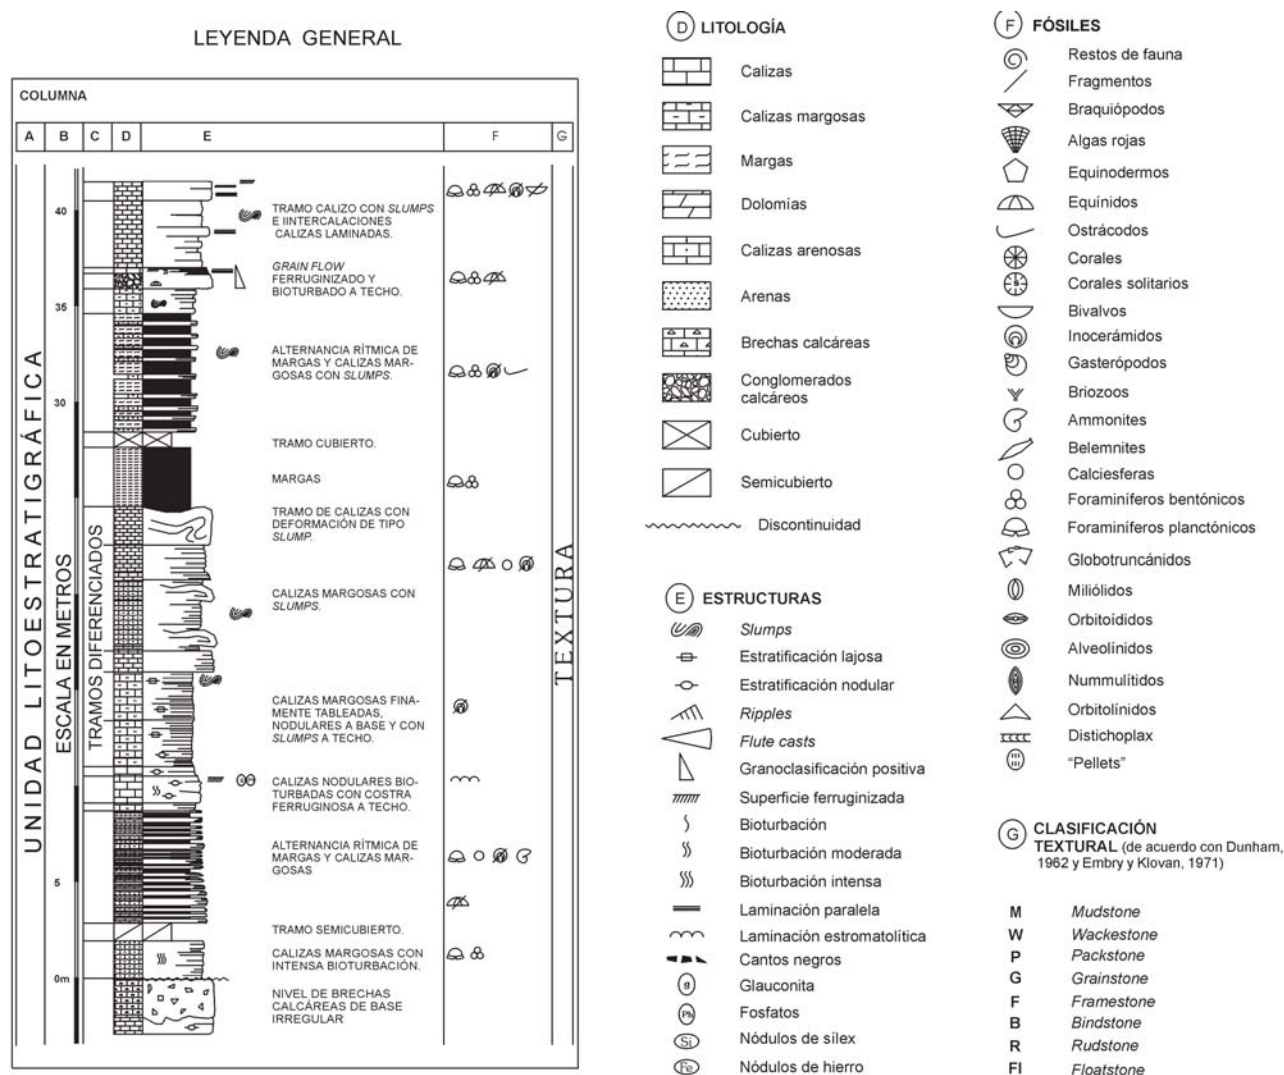 LEYENDA GENERAL
COLUMNA
A B C D E F G
UNIDAD LITOESTRATIGRÁFICA
ESCALA EN METROS
TRAMOS DIFERENCIADOS
TEXTURA
40
35
30
5
0m
TRAMO CALIZO CON SLUMPS
E IINTERCALACIONES
CALIZAS LAMINADAS.
GRAIN FLOW
FERRUGINIZADO Y
BIOTURBADO A TECHO.
ALTERNANCIA RÍTMICA DE
MARGAS Y CALIZAS MAR-
GOSAS CON SLUMPS.
TRAMO CUBIERTO.
MARGAS
TRAMO DE CALIZAS CON
DEFORMACIÓN DE TIPO
SLUMP.
CALIZAS MARGOSAS CON
SLUMPS.
CALIZAS MARGOSAS FINA-
MENTE TABLEADAS,
NODULARES A BASE Y CON
SLUMPS A TECHO.
CALIZAS NODULARES BIO-
TURBADAS CON COSTRA
FERRUGINOSA A TECHO.
ALTERNANCIA RÍTMICA DE
MARGAS Y CALIZAS MAR-
GOSAS
TRAMO SEMICUBIERTO.
CALIZAS MARGOSAS CON
INTENSA BIOTURBACIÓN.
NIVEL DE BRECHAS
CALCÁREAS DE BASE
IRREGULAR
D LITOLOGÍA
Calizas
Calizas margosas
Margas
Dolomías
Calizas arenosas
Arenas
Brechas calcáreas
Conglomerados
calcáreos
Cubierto
Semicubierto
Discontinuidad
E ESTRUCTURAS
Slumps
Estratificación lajosa
Estratificación nodular
Ripples
Flute casts
Granoclasificación positiva
Superficie ferruginizada
Bioturbación
Bioturbación moderada
Bioturbación intensa
Laminación paralela
Laminación estromatolítica
Cantos negros
g Glauconita
Ph Fosfatos
Si Nódulos de sílex
Fe Nódulos de hierro
F FÓSILES
Restos de fauna
Fragmentos
Braquiópodos
Algas rojas
Equinodermos
Equínidos
Ostrácodos
Corales
Corales solitarios
Bivalvos
Inocerámidos
Gasterópodos
Briozoos
Ammonites
Belemnites
Calciesferas
Foraminíferos bentónicos
Foraminíferos planctónicos
Globotruncánidos
Miliólidos
Orbitoídidos
Alveolínidos
Nummulítidos
Orbitolínidos
Distichoplax
"Pellets"
G CLASIFICACIÓN
TEXTURAL (de acuerdo con Dunham,
1962 y Embry y Klovan, 1971)
M Mudstone
W Wackestone
P Packstone
G Grainstone
F Framestone
B Bindstone
R Rudstone
Fl Floatstone